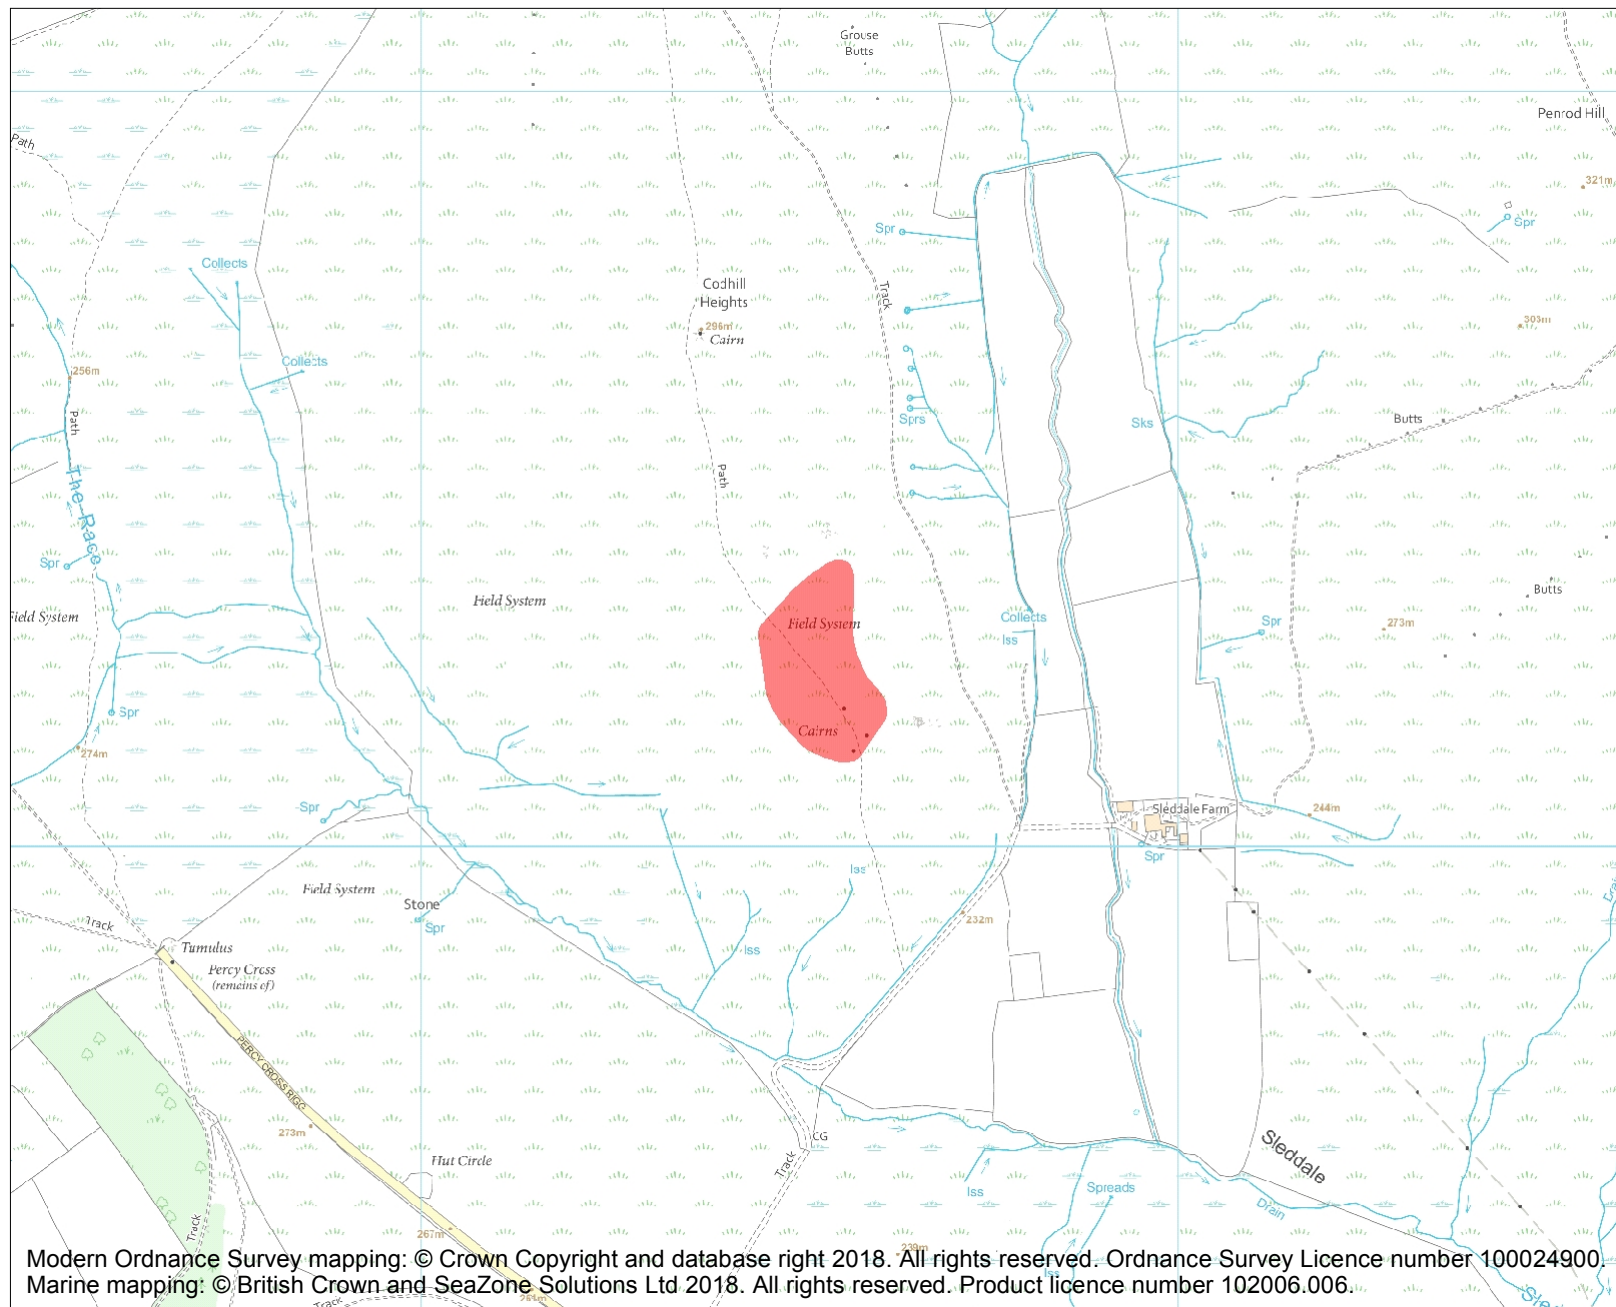 Grouse
Butts
Penrod Hill
Path
321m
Spr
Spr
Collects
Codhill
Heights
Track
296m
Cairn
303m
Collects
256m
Path
Butts
Sprs
Sks
Path
The Race
Spr
Field System
Butts
Field System
Field System
Collects
Iss
Spr
273m
Spr
Cairns
274m
Spr
Sleddale Farm
244m
Spr
Iss
Field System
Stone
Spr
232m
Track
Tumulus
Percy Cross
(remains of)
Iss
PERCY CROSS RIGG
273m
CG
Hut Circle
Track
Sleddale
Iss
Spreads
Drain
Track
267m
239m
Modern Ordnance Survey mapping: © Crown Copyright and database right 2018. All rights reserved. Ordnance Survey Licence number 100024900.
Marine mapping: © British Crown and SeaZone Solutions Ltd 2018. All rights reserved. Product licence number 102006.006.
Iss
Track